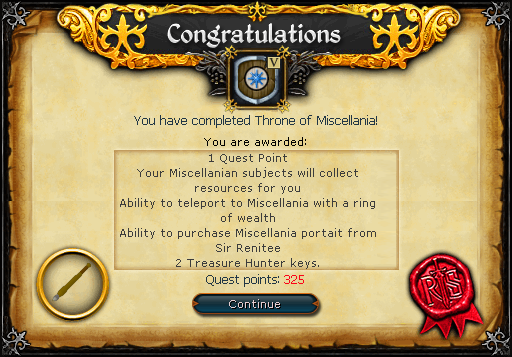 Congratulations
V
You have completed Throne of Miscellania!
You are awarded:
1 Quest Point
Your Miscellanian subjects will collect
resources for you
Ability to teleport to Miscellania with a ring
of wealth
Ability to purchase Miscellania portait from
Sir Renitee
2 Treasure Hunter keys.
Quest points: 325
Continue
RS